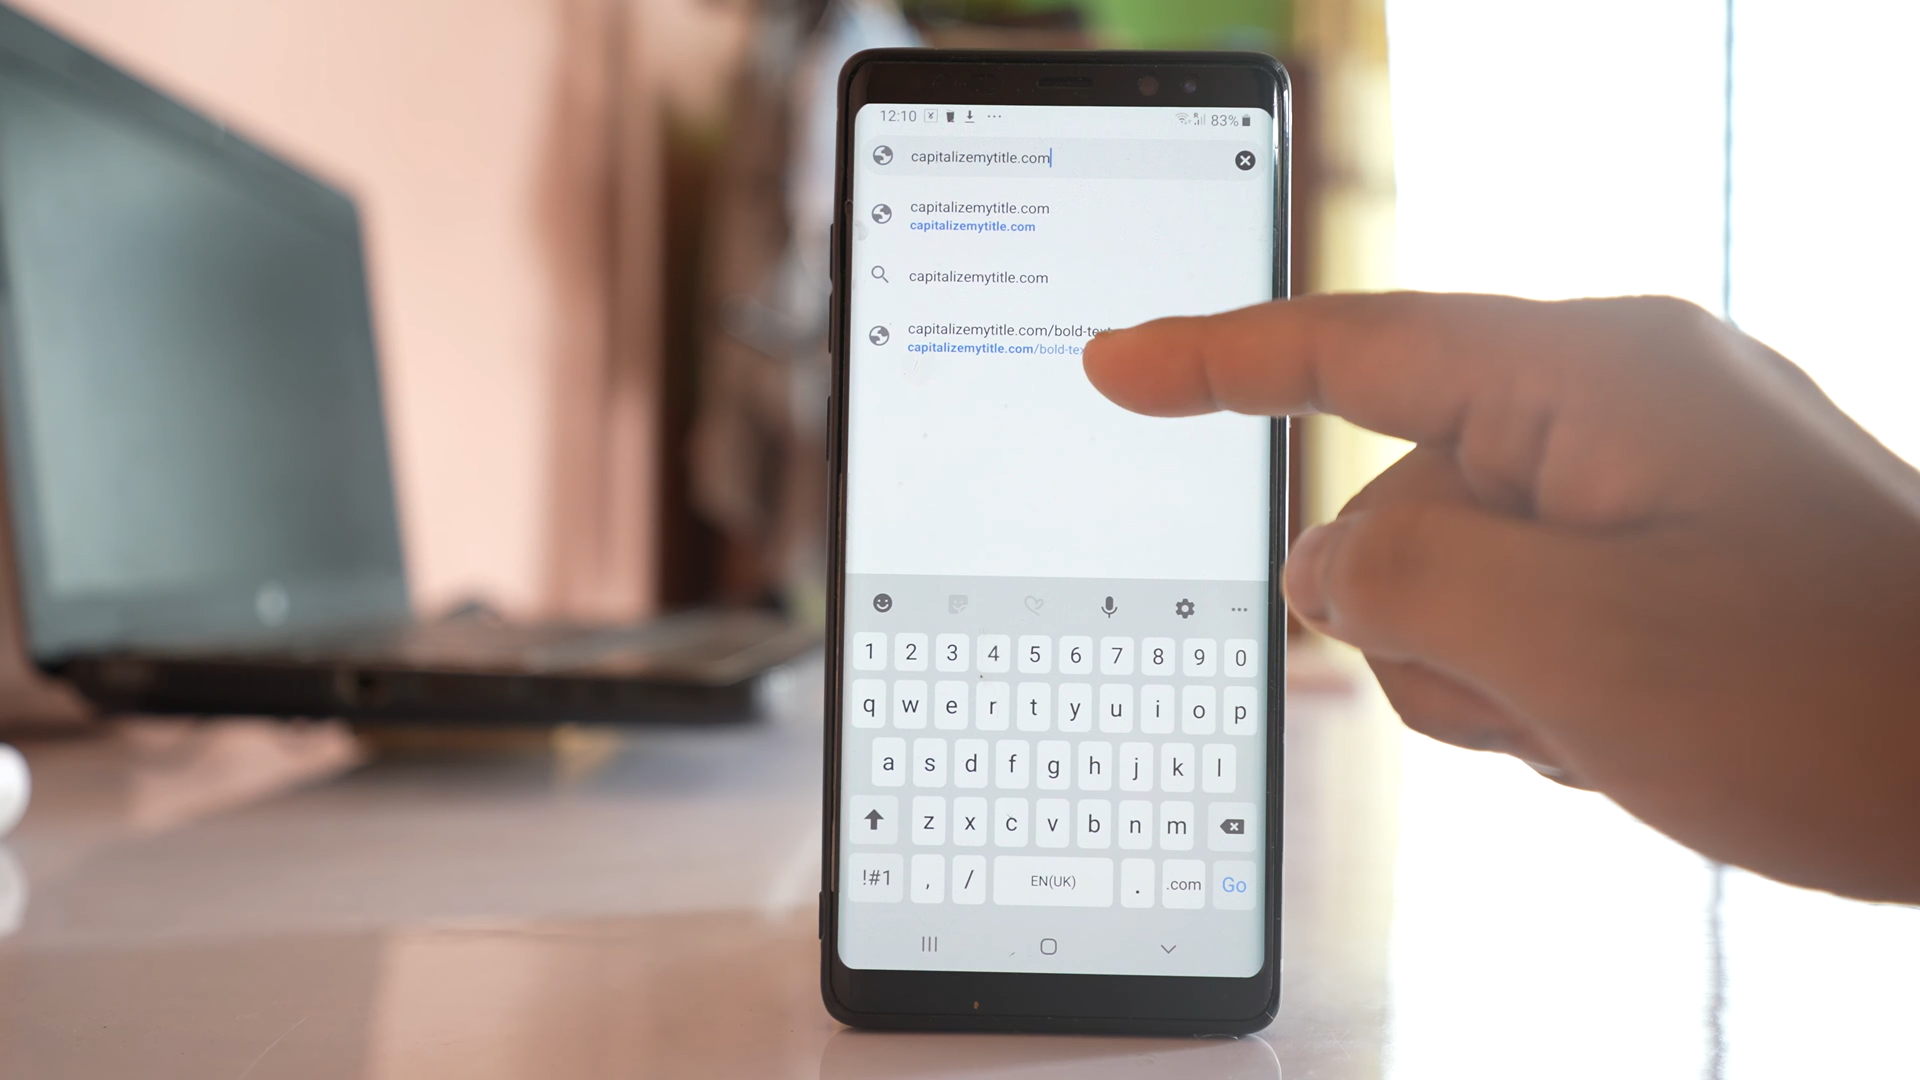 12:10 83%
capitalizemytitle.com
capitalizemytitle.com
capitalizemytitle.com
capitalizemytitle.com
capitalizemytitle.com/bold-text
capitalizemytitle.com/bold-tex
1 2 3 4 5 6 7 8 9 0
q w e r t y u i o p
a s d f g h j k l
z x c v b n m
!#1 , / EN(UK) . .com Go